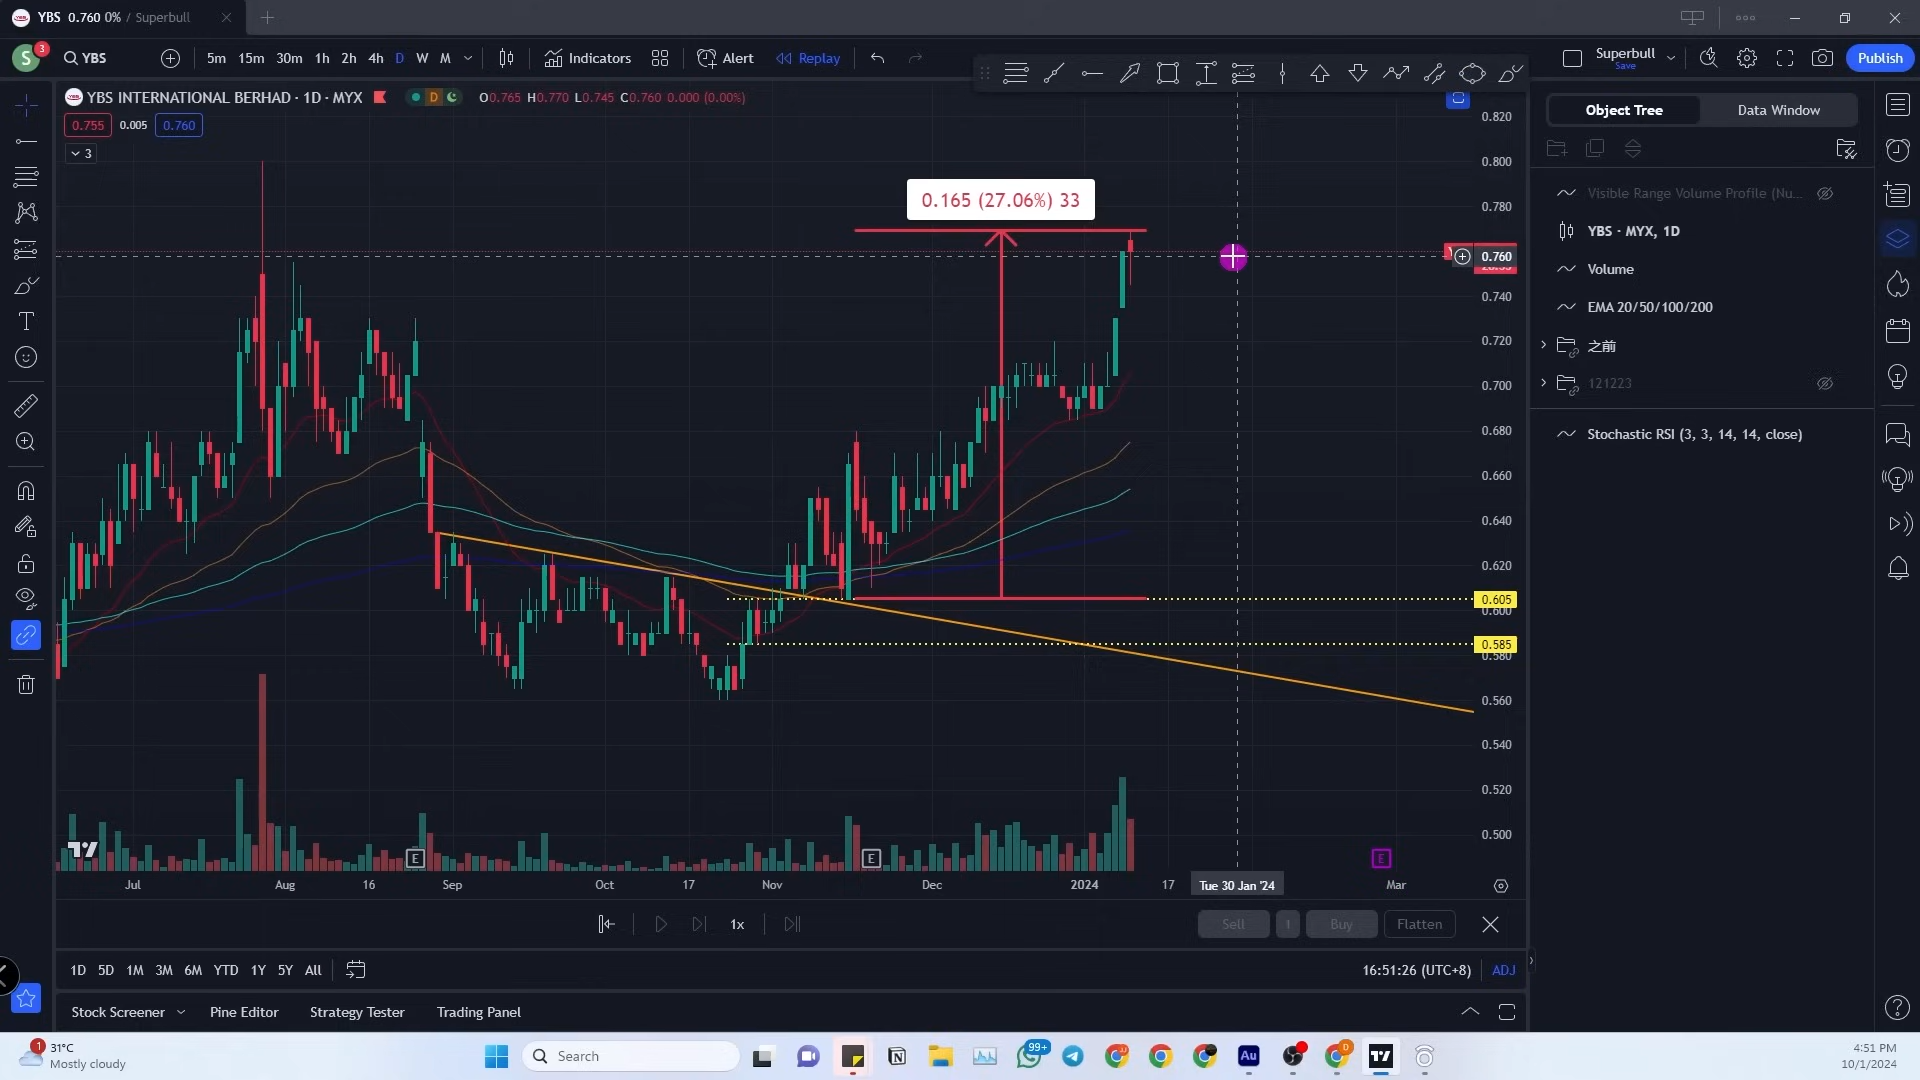 YBS 0.760 0% / Superbull
S
3
YBS
5m 15m 30m 1h 2h 4h D W M
Indicators
Alert
Replay
Superbull
Save
Publish
YBS INTERNATIONAL BERHAD · 1D · MYX
D
O0.765 H0.770 L0.745 C0.760 0.000 (0.00%)
0.755 0.005 0.760
3
0.165 (27.06%) 33
0.820
0.800
0.780
0.760
0.740
0.720
0.700
0.680
0.660
0.640
0.620
0.605
0.600
0.585
0.580
0.560
0.540
0.520
0.500
E
E
E
Jul
Aug
16
Sep
Oct
17
Nov
Dec
2024
17
Tue 30 Jan '24
Mar
1x
Sell
1
Buy
Flatten
1D 5D 1M 3M 6M YTD 1Y 5Y All
16:51:26 (UTC+8)
ADJ
Stock Screener
Pine Editor
Strategy Tester
Trading Panel
Object Tree
Data Window
Visible Range Volume Profile (Nu...
YBS · MYX, 1D
Volume
EMA 20/50/100/200
之前
121223
Stochastic RSI (3, 3, 14, 14, close)
1
31°C
Mostly cloudy
Search
99+
Au
D
4:51 PM
10/1/2024